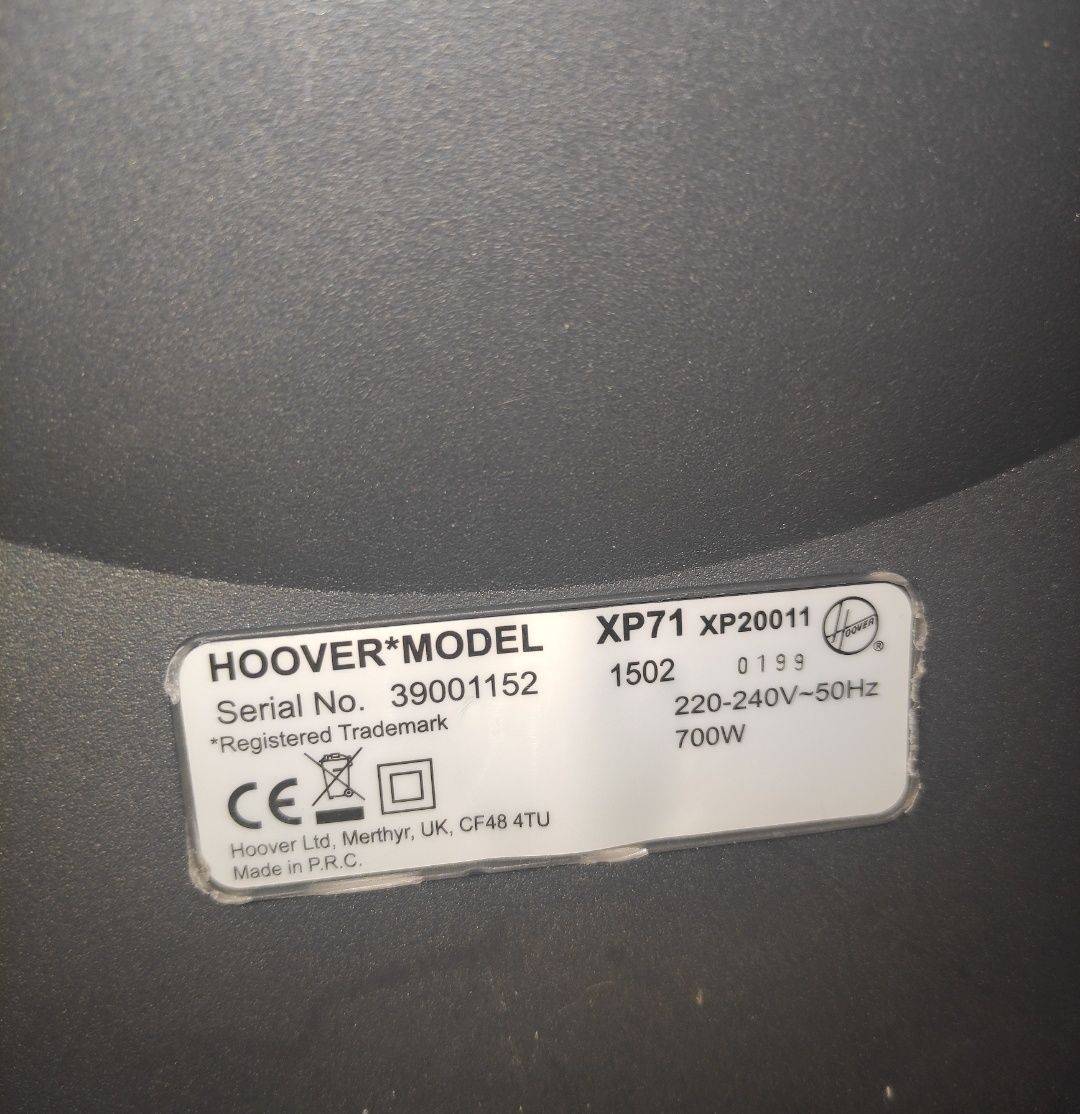 HOOVER*MODEL XP71 XP20011 HOOVER®
Serial No. 39001152 1502 0199
*Registered Trademark 220-240V~50Hz
700W
CE
Hoover Ltd, Merthyr, UK, CF48 4TU
Made in P.R.C.